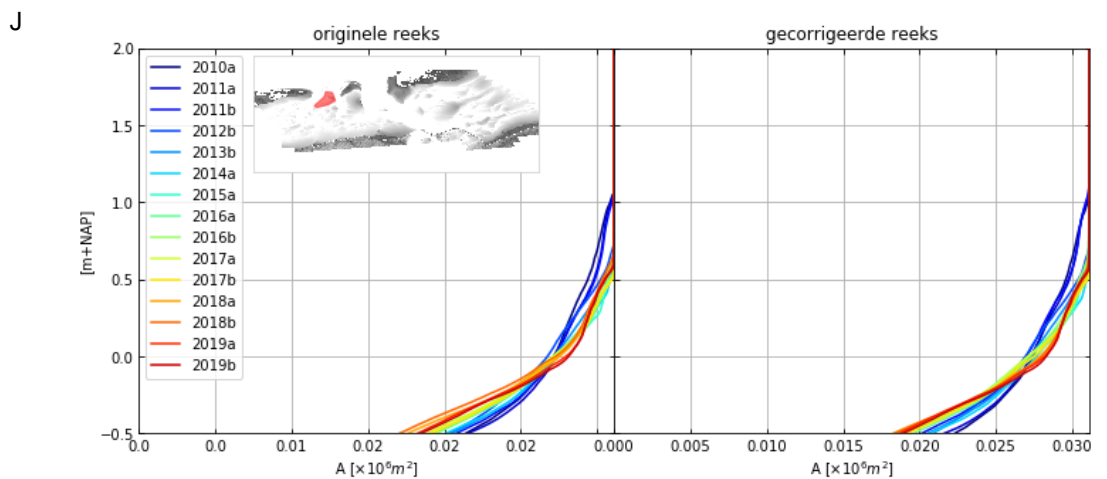 J
originele reeks
gecorrigeerde reeks
2.0
1.5
1.0
0.5
0.0
−0.5
[m+NAP]
2010a
2011a
2011b
2012b
2013b
2014a
2015a
2016a
2016b
2017a
2017b
2018a
2018b
2019a
2019b
0.0 0.0 0.01 0.02 0.02 0.02 0.000 0.005 0.010 0.015 0.020 0.025 0.030
A [×10⁶m²]
A [×10⁶m²]